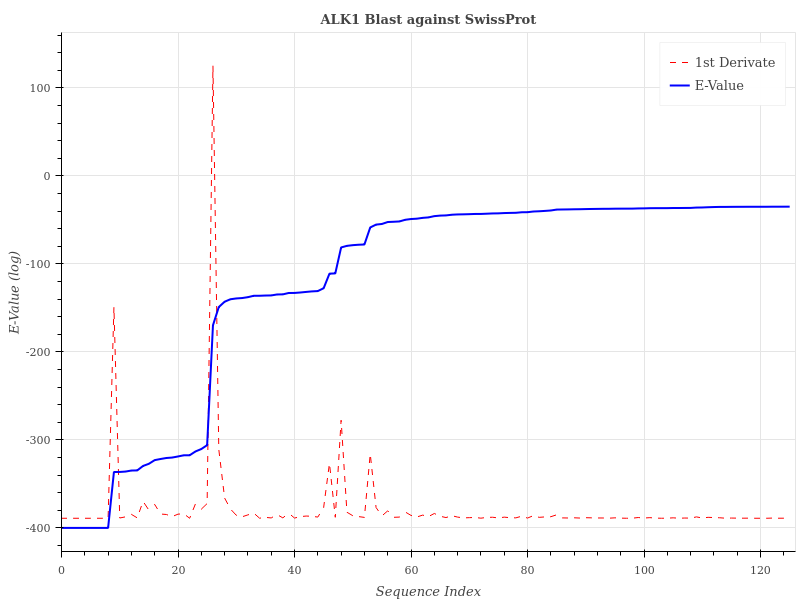 ALK1 Blast against SwissProt
1st Derivate
E-Value
E-Value (log)
100
0
-100
-200
-300
-400
0 20 40 60 80 100 120
Sequence Index